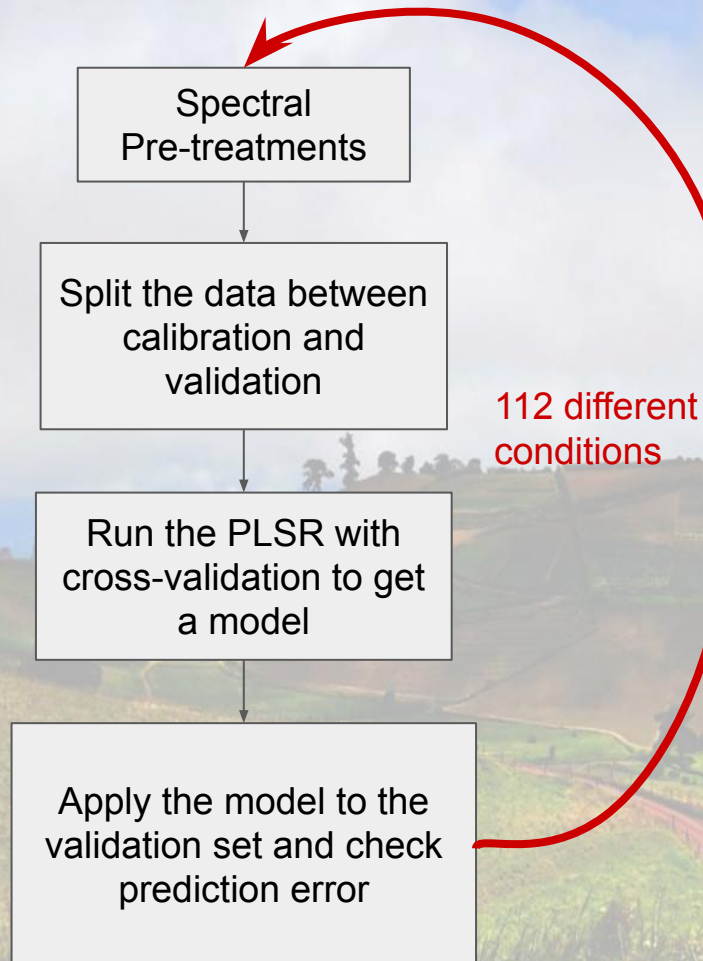 Spectral
Pre-treatments
Split the data between
calibration and
validation
112 different
conditions
Run the PLSR with
cross-validation to get
a model
Apply the model to the
validation set and check
prediction error